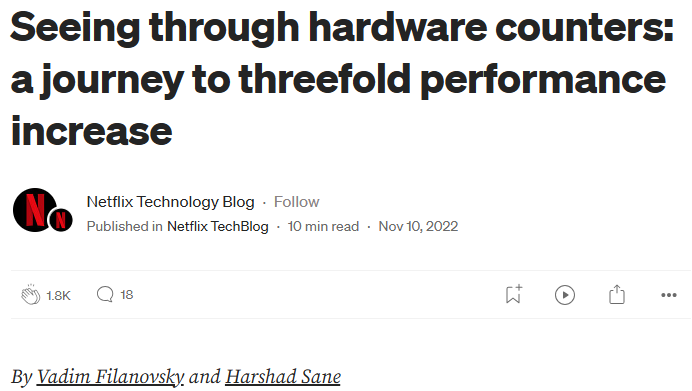 Seeing through hardware counters:
a journey to threefold performance
increase
N N
Netflix Technology Blog · Follow
Published in Netflix TechBlog · 10 min read · Nov 10, 2022
1.8K 18
By Vadim Filanovsky and Harshad Sane